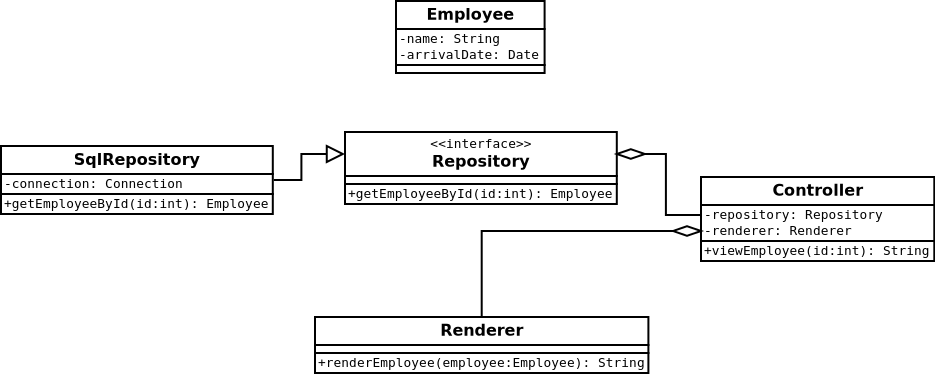 Employee
-name: String
-arrivalDate: Date
<<interface>>
Repository
+getEmployeeById(id:int): Employee
SqlRepository
-connection: Connection
+getEmployeeById(id:int): Employee
Controller
-repository: Repository
-renderer: Renderer
+viewEmployee(id:int): String
Renderer
+renderEmployee(employee:Employee): String